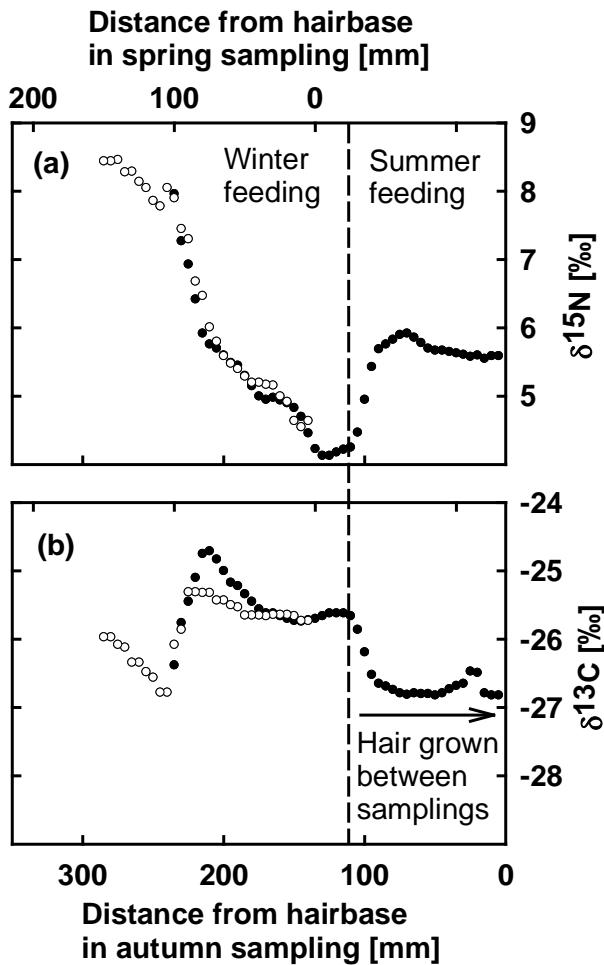 Distance from hairbase
in spring sampling [mm]
200 100 0
9
(a) Winter Summer
feeding feeding
8
7
6
5
δ15N [‰]
-24
(b)
-25
-26
-27
-28
δ13C [‰]
Hair grown
between
samplings
300 200 100 0
Distance from hairbase
in autumn sampling [mm]